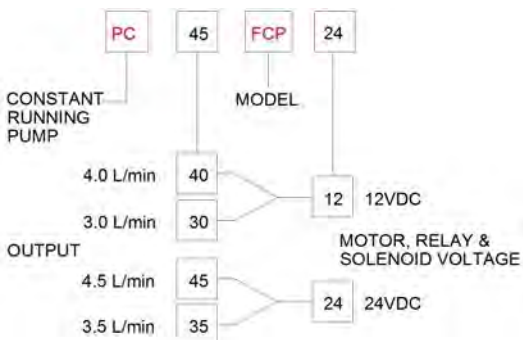 PC 45 FCP 24
CONSTANT
RUNNING
PUMP
MODEL
4.0 L/min 40
3.0 L/min 30
12 12VDC
OUTPUT
MOTOR, RELAY &
SOLENOID VOLTAGE
4.5 L/min 45
3.5 L/min 35
24 24VDC